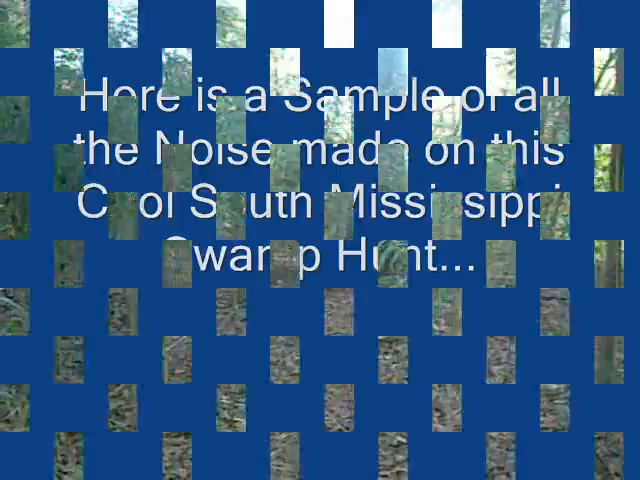 Here is a Sample of all
the Noise made on this
Cool South Mississippi
Swamp Hunt...